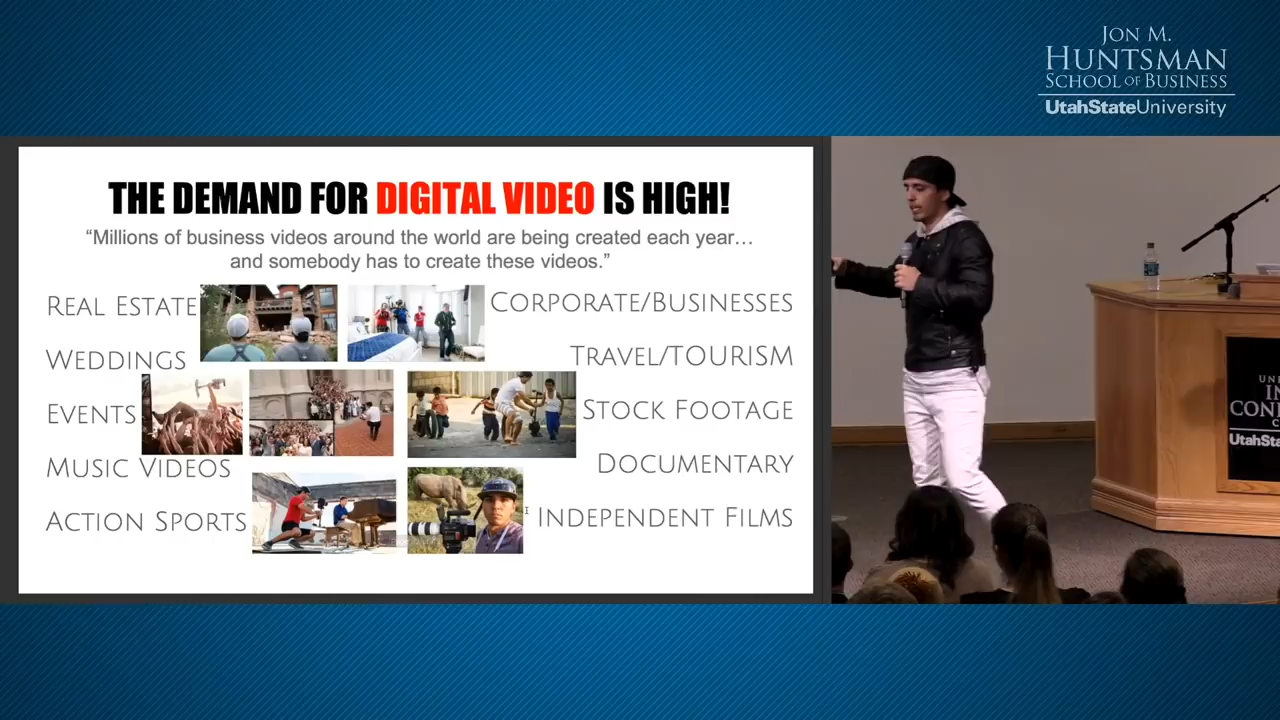 JON M.
HUNTSMAN
SCHOOL OF BUSINESS
UtahStateUniversity
THE DEMAND FOR DIGITAL VIDEO IS HIGH!
“Millions of business videos around the world are being created each year…
and somebody has to create these videos.”
REAL ESTATE
WEDDINGS
EVENTS
MUSIC VIDEOS
ACTION SPORTS
CORPORATE/BUSINESSES
TRAVEL/TOURISM
STOCK FOOTAGE
DOCUMENTARY
INDEPENDENT FILMS
UtahSta